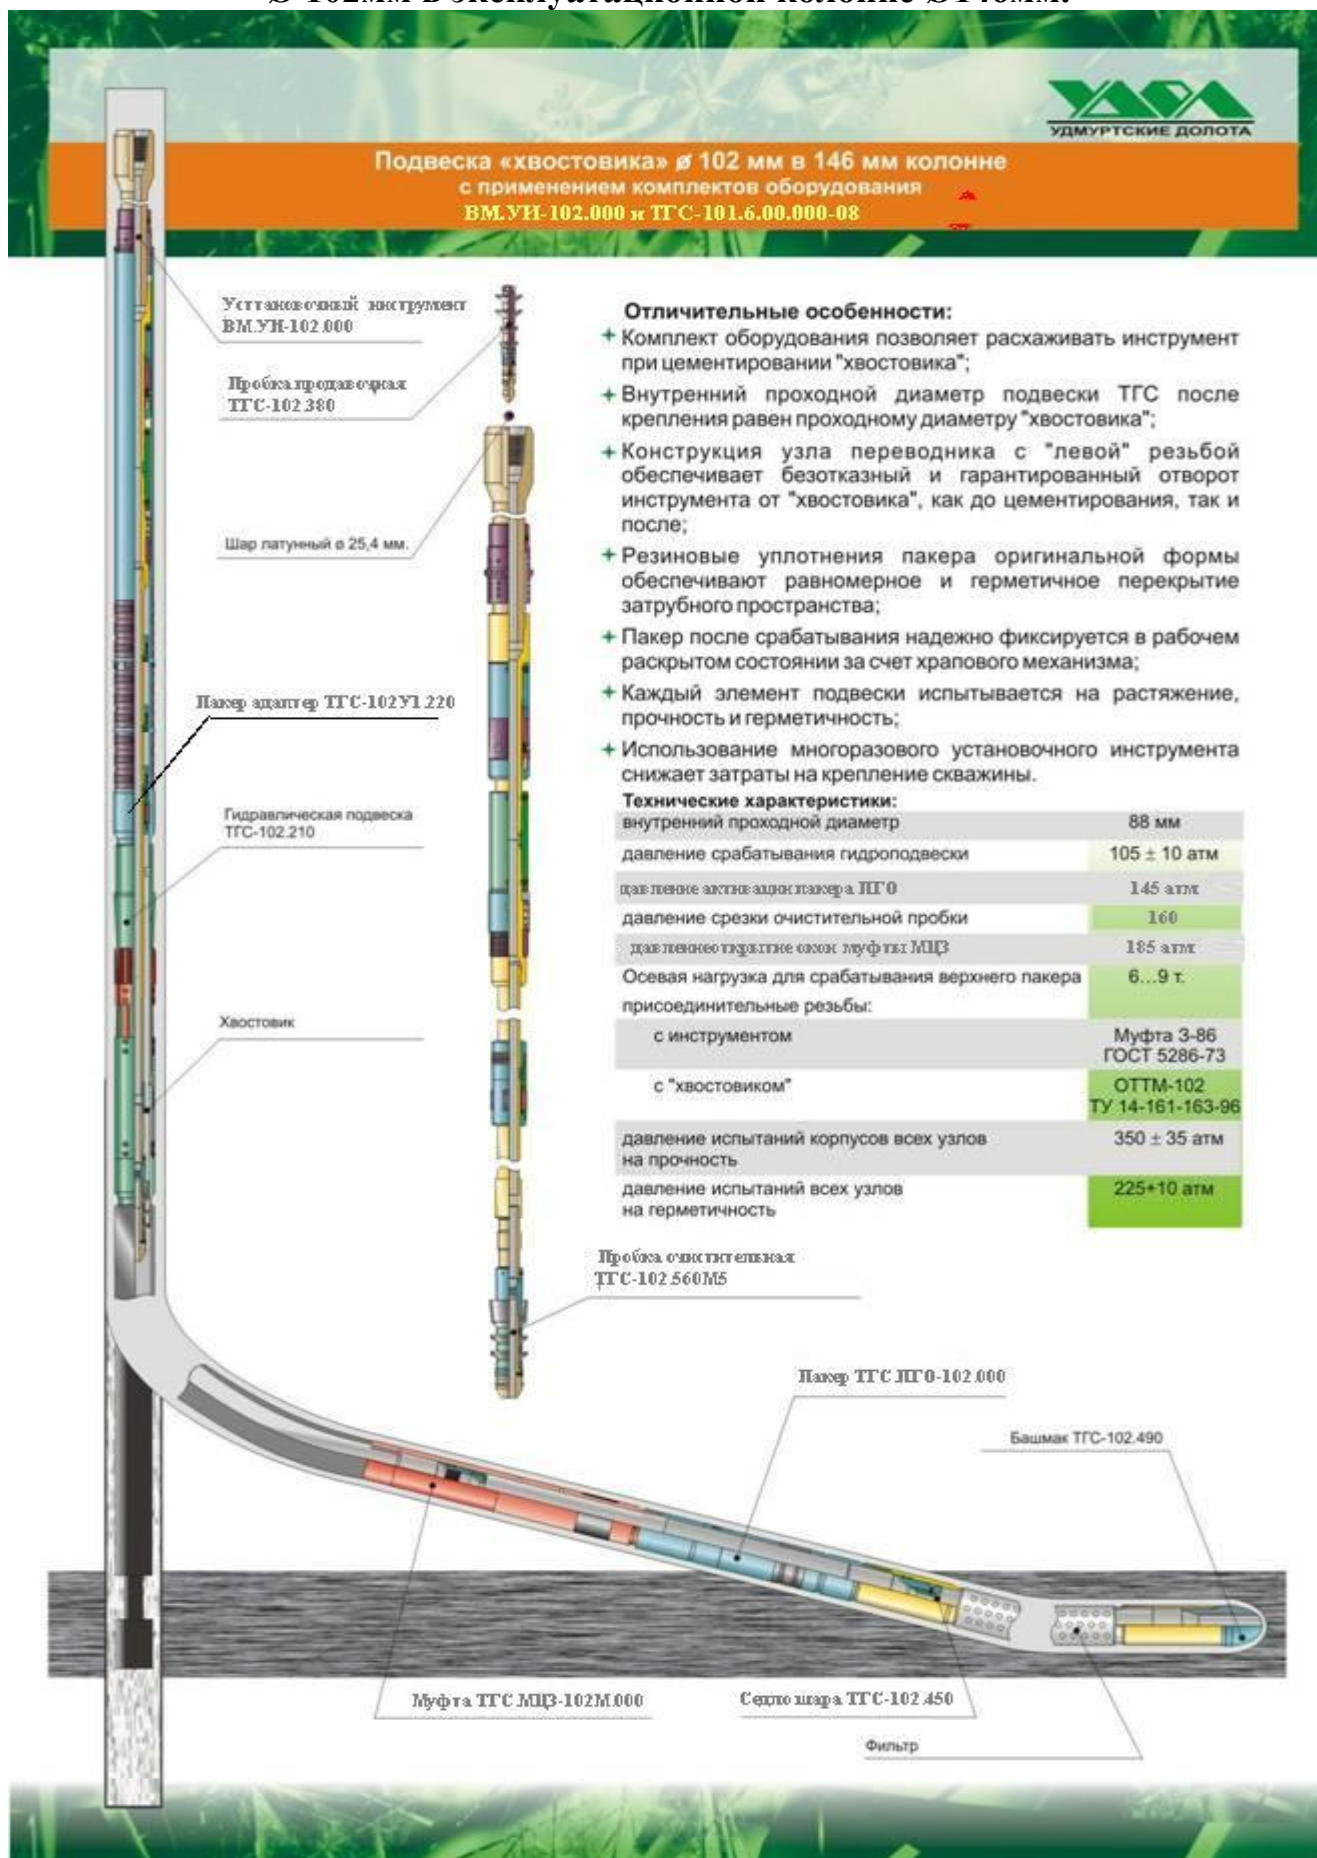 Ø 102мм в эксплуатационной колонне Ø146мм.
УДОЛ
УДМУРТСКИЕ ДОЛОТА
Подвеска «хвостовика» ø 102 мм в 146 мм колонне
с применением комплектов оборудования
ВМ.УИ-102.000 и ТГС-101.6.00.000-08
Усттановочный инструмент
ВМ.УИ-102.000
Пробка продавочная
ТГС-102.380
Шар латунный ø 25,4 мм.
Пакер адаптер ТГС-102У1.220
Гидравлическая подвеска
ТГС-102.210
Хвостовик
Отличительные особенности:
Комплект оборудования позволяет расхаживать инструмент
при цементировании "хвостовика";
Внутренний проходной диаметр подвески ТГС после
крепления равен проходному диаметру "хвостовика";
Конструкция узла переводника с "левой" резьбой
обеспечивает безотказный и гарантированный отворот
инструмента от "хвостовика", как до цементирования, так и
после;
Резиновые уплотнения пакера оригинальной формы
обеспечивают равномерное и герметичное перекрытие
затрубного пространства;
Пакер после срабатывания надежно фиксируется в рабочем
раскрытом состоянии за счет храпового механизма;
Каждый элемент подвески испытывается на растяжение,
прочность и герметичность;
Использование многоразового установочного инструмента
снижает затраты на крепление скважины.
Технические характеристики:
внутренний проходной диаметр 88 мм
давление срабатывания гидроподвески 105 ± 10 атм
давление активации пакера ПГО 145 атм
давление срезки очистительной пробки 160
давление открытие окон муфты МЦЗ 185 атм
Осевая нагрузка для срабатывания верхнего пакера 6...9 т.
присоединительные резьбы:
с инструментом Муфта З-86
ГОСТ 5286-73
с "хвостовиком" ОТТМ-102
ТУ 14-161-163-96
давление испытаний корпусов всех узлов 350 ± 35 атм
на прочность
давление испытаний всех узлов 225+10 атм
на герметичность
Пробка очистительная
ТГС-102.560М5
Пакер ТГС.ПГО-102.000
Башмак ТГС-102.490
Муфта ТГС.МЦЗ-102М.000
Седло шара ТГС-102.450
Фильтр